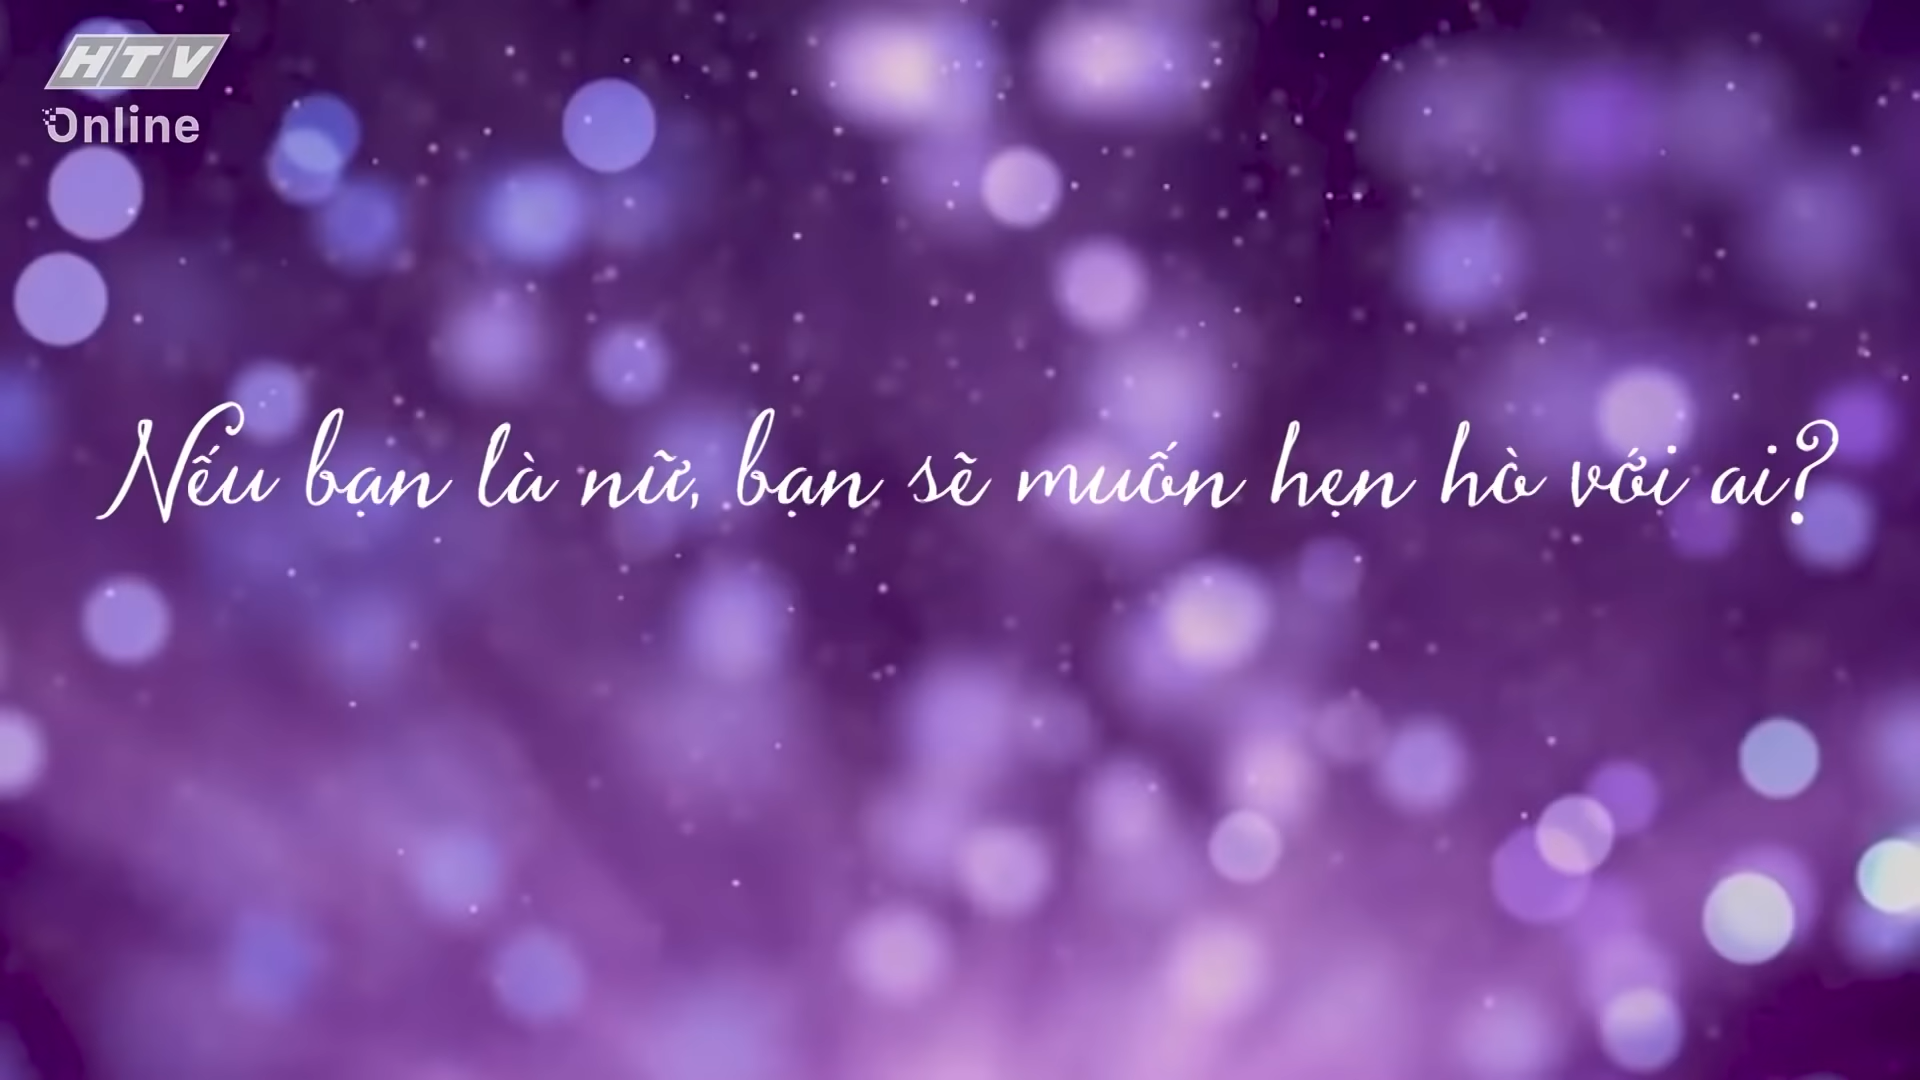 HTV
Online
Nếu bạn là nữ, bạn sẽ muốn hẹn hò với ai?